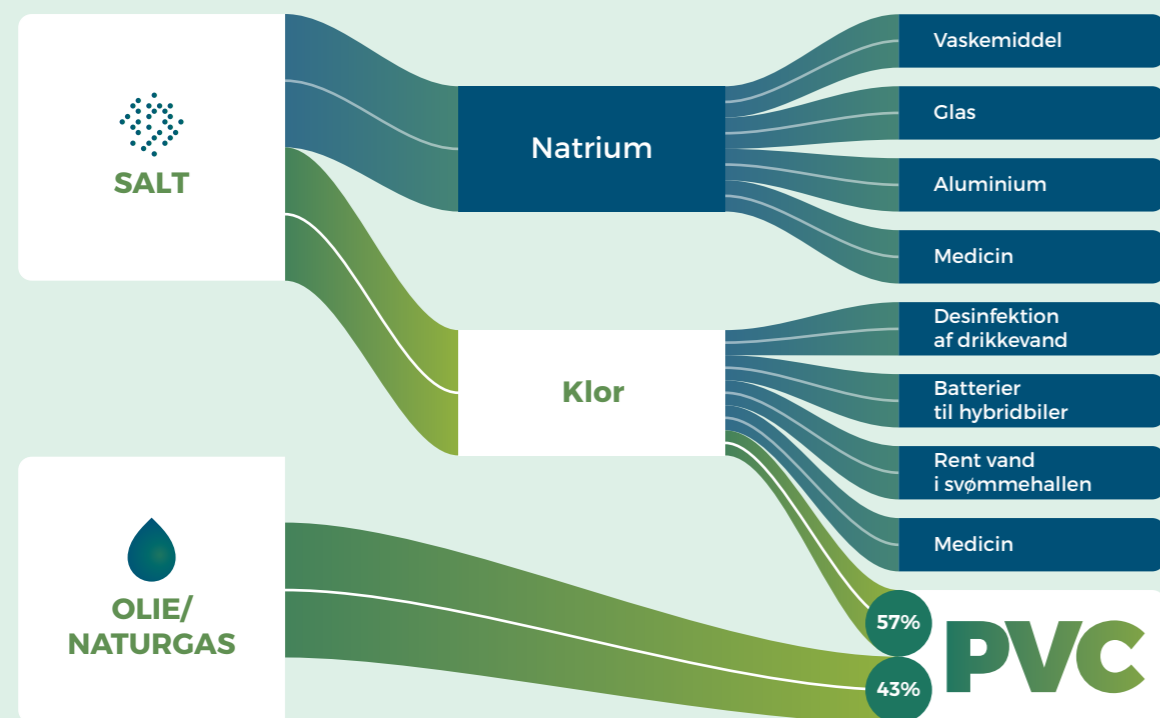 SALT
Natrium
Vaskemiddel
Glas
Aluminium
Medicin
Klor
Desinfektion
af drikkevand
Batterier
til hybridbiler
Rent vand
i svømmehallen
Medicin
OLIE/
NATURGAS
57%
43%
PVC